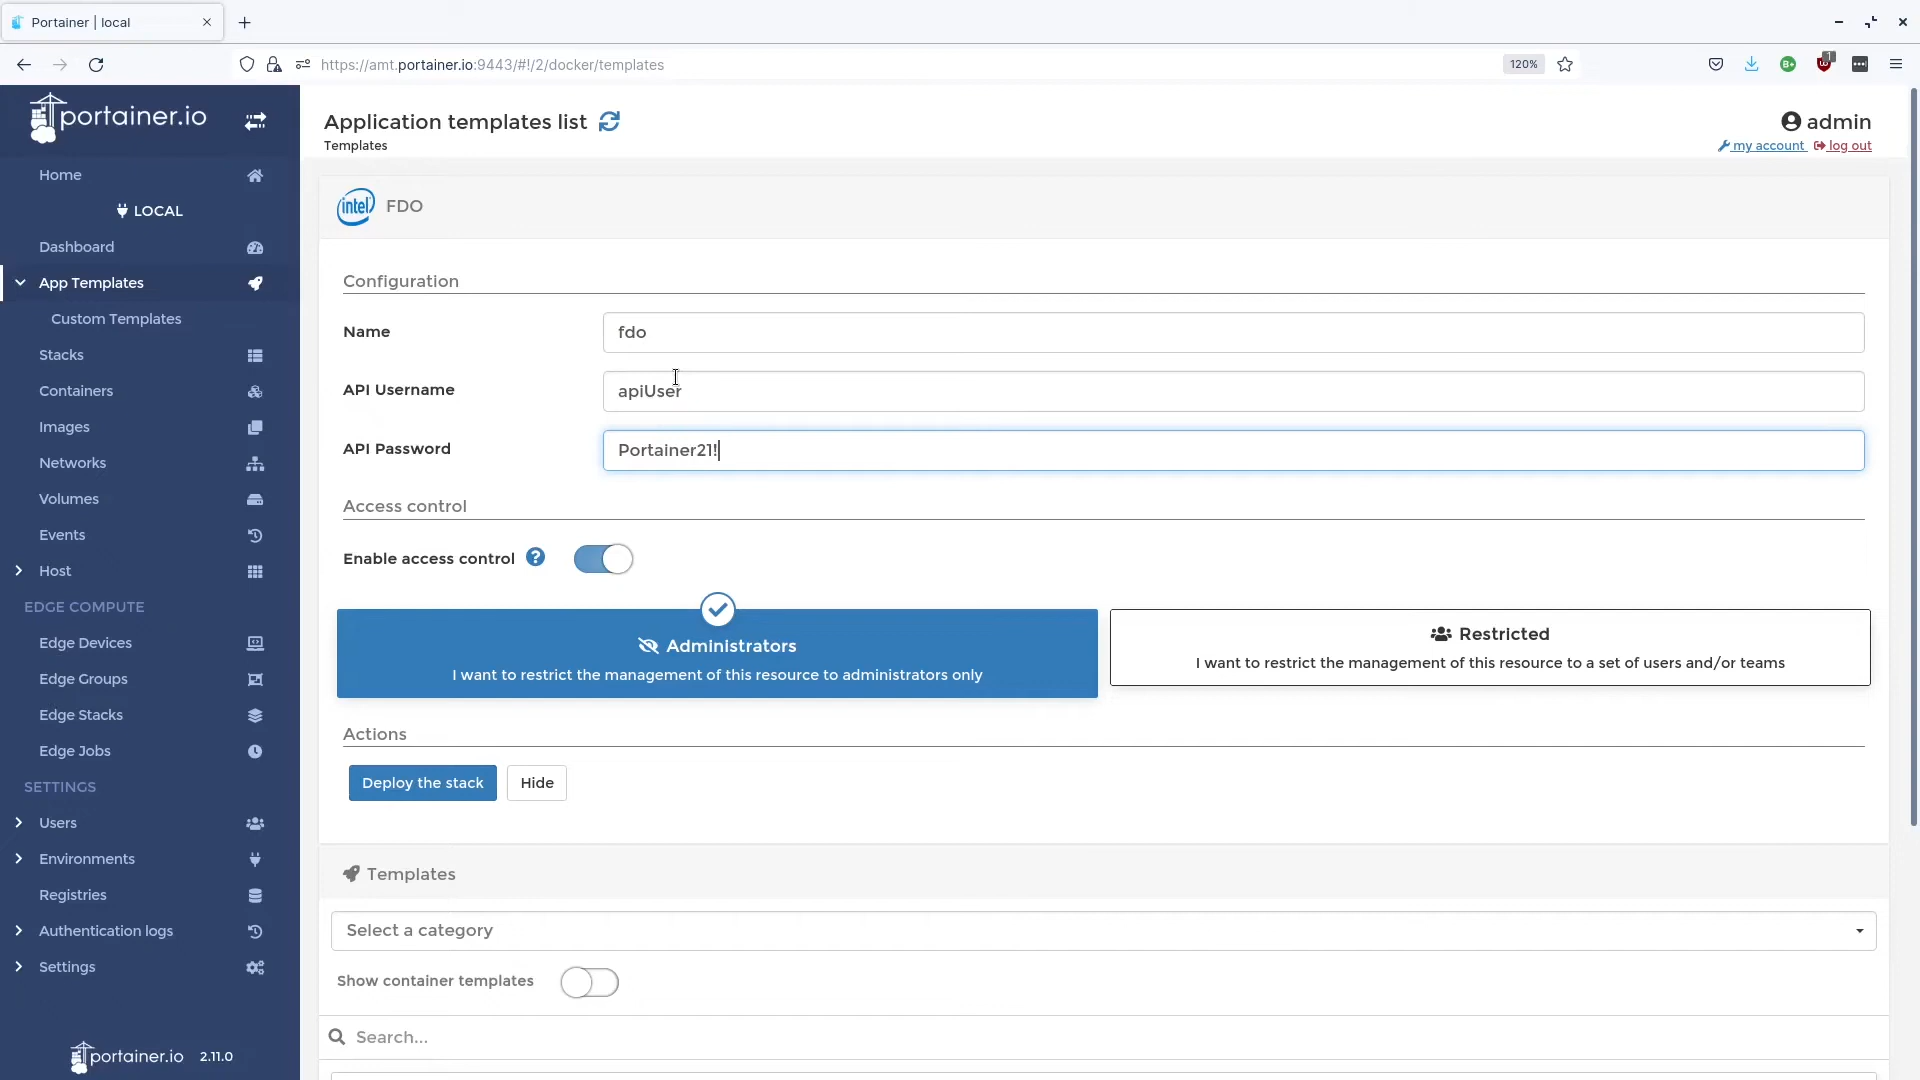 Portainer | local
https://amt.portainer.io:9443/#!/2/docker/templates
120%
1
B+
portainer.io
Home
LOCAL
Dashboard
App Templates
Custom Templates
Stacks
Containers
Images
Networks
Volumes
Events
Host
EDGE COMPUTE
Edge Devices
Edge Groups
Edge Stacks
Edge Jobs
SETTINGS
Users
Environments
Registries
Authentication logs
Settings
portainer.io 2.11.0
Application templates list
Templates
admin
my account log out
intel FDO
Configuration
Name fdo
API Username apiUser
API Password Portainer21!
Access control
Enable access control ?
Administrators
I want to restrict the management of this resource to administrators only
Restricted
I want to restrict the management of this resource to a set of users and/or teams
Actions
Deploy the stack Hide
Templates
Select a category
Show container templates
Search...